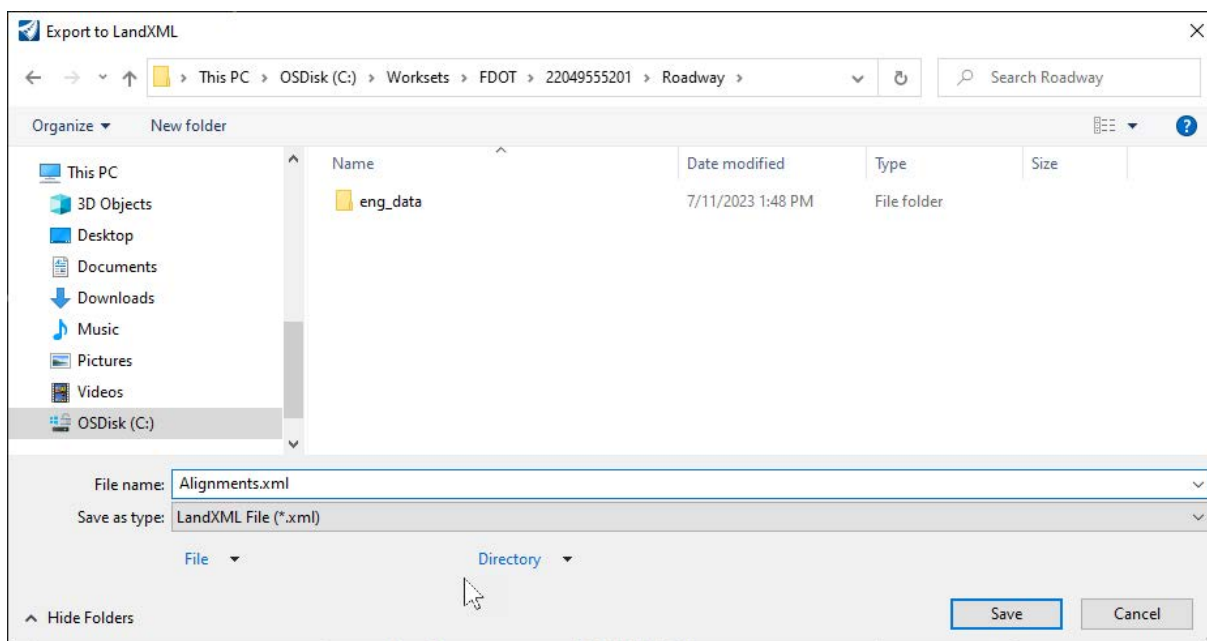 Export to LandXML
This PC > OSDisk (C:) > Worksets > FDOT > 22049555201 > Roadway >
Search Roadway
Organize
New folder
?
Name
Date modified
Type
Size
This PC
3D Objects
Desktop
Documents
Downloads
Music
Pictures
Videos
OSDisk (C:)
eng_data
7/11/2023 1:48 PM
File folder
File name: Alignments.xml
Save as type: LandXML File (*.xml)
File
Directory
Hide Folders
Save
Cancel